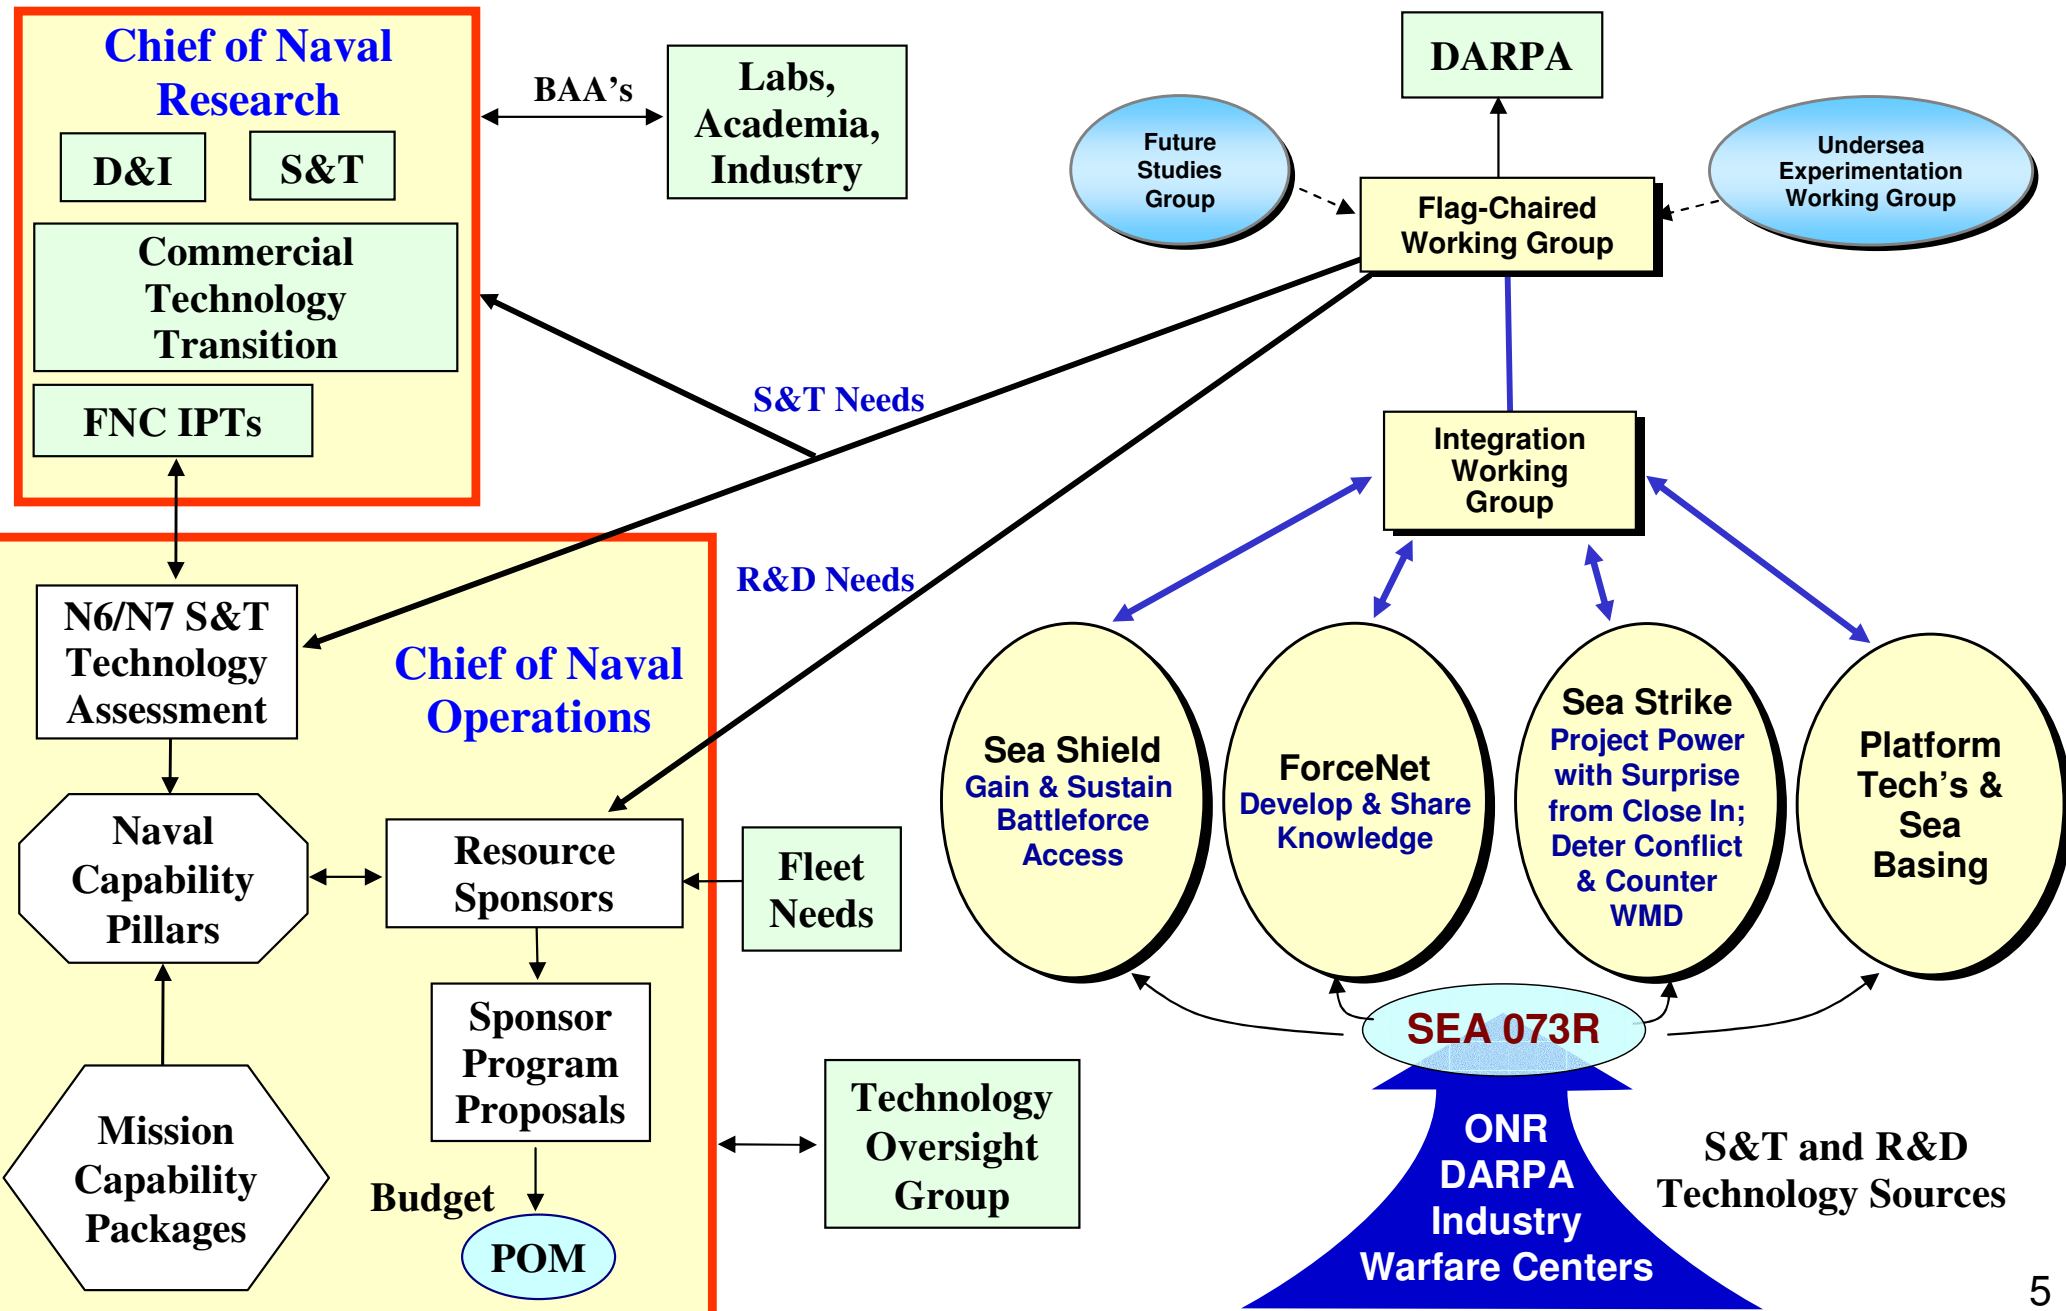 Chief of Naval
Research
D&I
S&T
Commercial
Technology
Transition
FNC IPTs
BAA's
Labs,
Academia,
Industry
DARPA
Future
Studies
Group
Undersea
Experimentation
Working Group
Flag-Chaired
Working Group
S&T Needs
R&D Needs
Integration
Working
Group
N6/N7 S&T
Technology
Assessment
Chief of Naval
Operations
Naval
Capability
Pillars
Resource
Sponsors
Fleet
Needs
Sponsor
Program
Proposals
Mission
Capability
Packages
Budget
POM
Technology
Oversight
Group
Sea Shield
Gain & Sustain
Battleforce
Access
ForceNet
Develop & Share
Knowledge
Sea Strike
Project Power
with Surprise
from Close In;
Deter Conflict
& Counter
WMD
Platform
Tech's &
Sea
Basing
SEA 073R
ONR
DARPA
Industry
Warfare Centers
S&T and R&D
Technology Sources
5